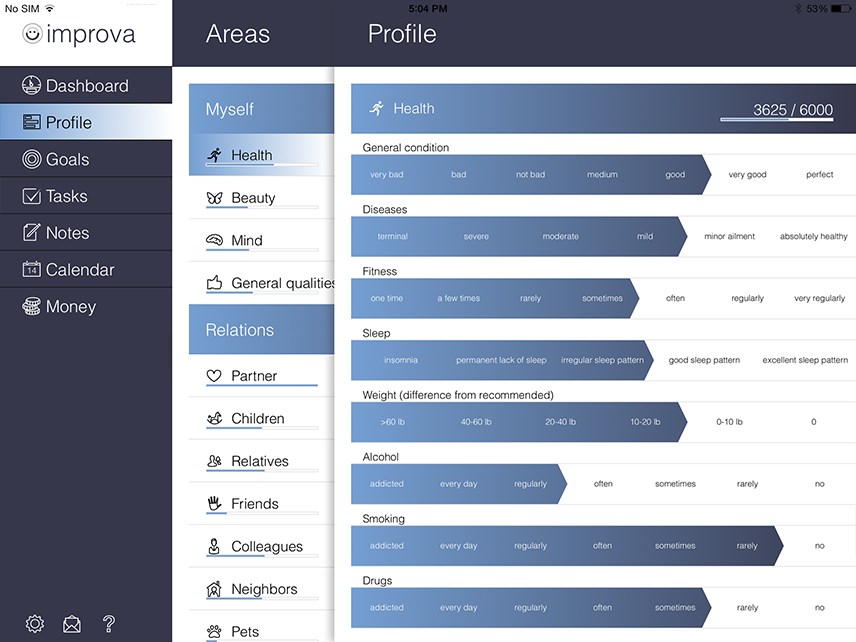 No SIM
5:04 PM
53%
improva
Areas
Profile
Dashboard
Profile
Goals
Tasks
Notes
14
Calendar
Money
Myself
Health
Beauty
Mind
General qualities
Relations
Partner
Children
Relatives
Friends
Colleagues
Neighbors
Pets
Health
3625 / 6000
General condition
very bad bad not bad medium good very good perfect
Diseases
terminal severe moderate mild minor ailment absolutely healthy
Fitness
one time a few times rarely sometimes often regularly very regularly
Sleep
insomnia permanent lack of sleep irregular sleep pattern good sleep pattern excellent sleep pattern
Weight (difference from recommended)
>60 lb 40-60 lb 20-40 lb 10-20 lb 0-10 lb 0
Alcohol
addicted every day regularly often sometimes rarely no
Smoking
addicted every day regularly often sometimes rarely no
Drugs
addicted every day regularly often sometimes rarely no
?